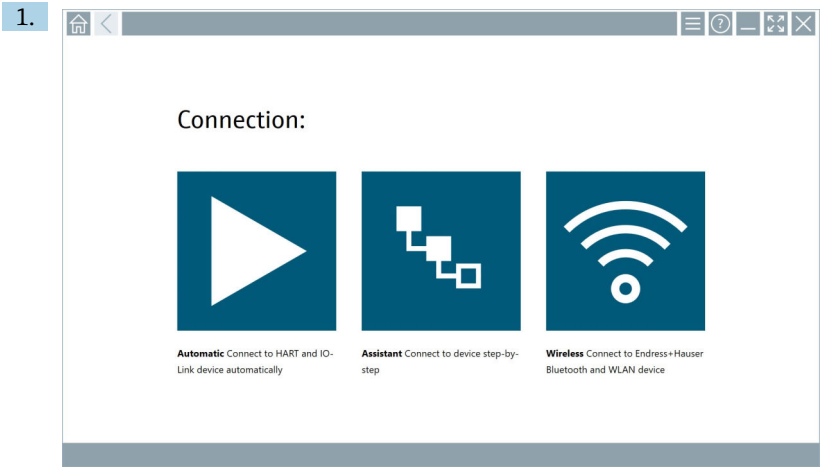 1.
Connection:
Automatic Connect to HART and IO-
Link device automatically
Assistant Connect to device step-by-
step
Wireless Connect to Endress+Hauser
Bluetooth and WLAN device